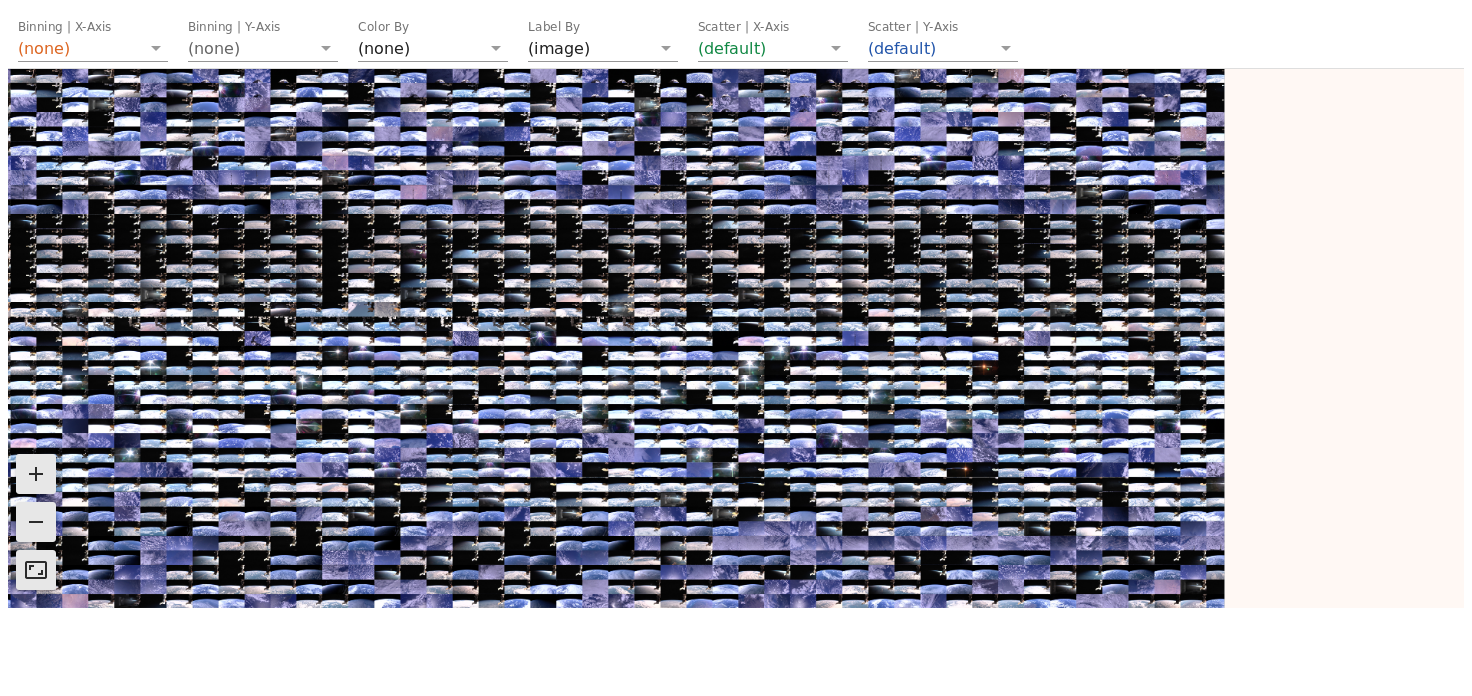 Binning | X-Axis
(none)
Binning | Y-Axis
(none)
Color By
(none)
Label By
(image)
Scatter | X-Axis
(default)
Scatter | Y-Axis
(default)